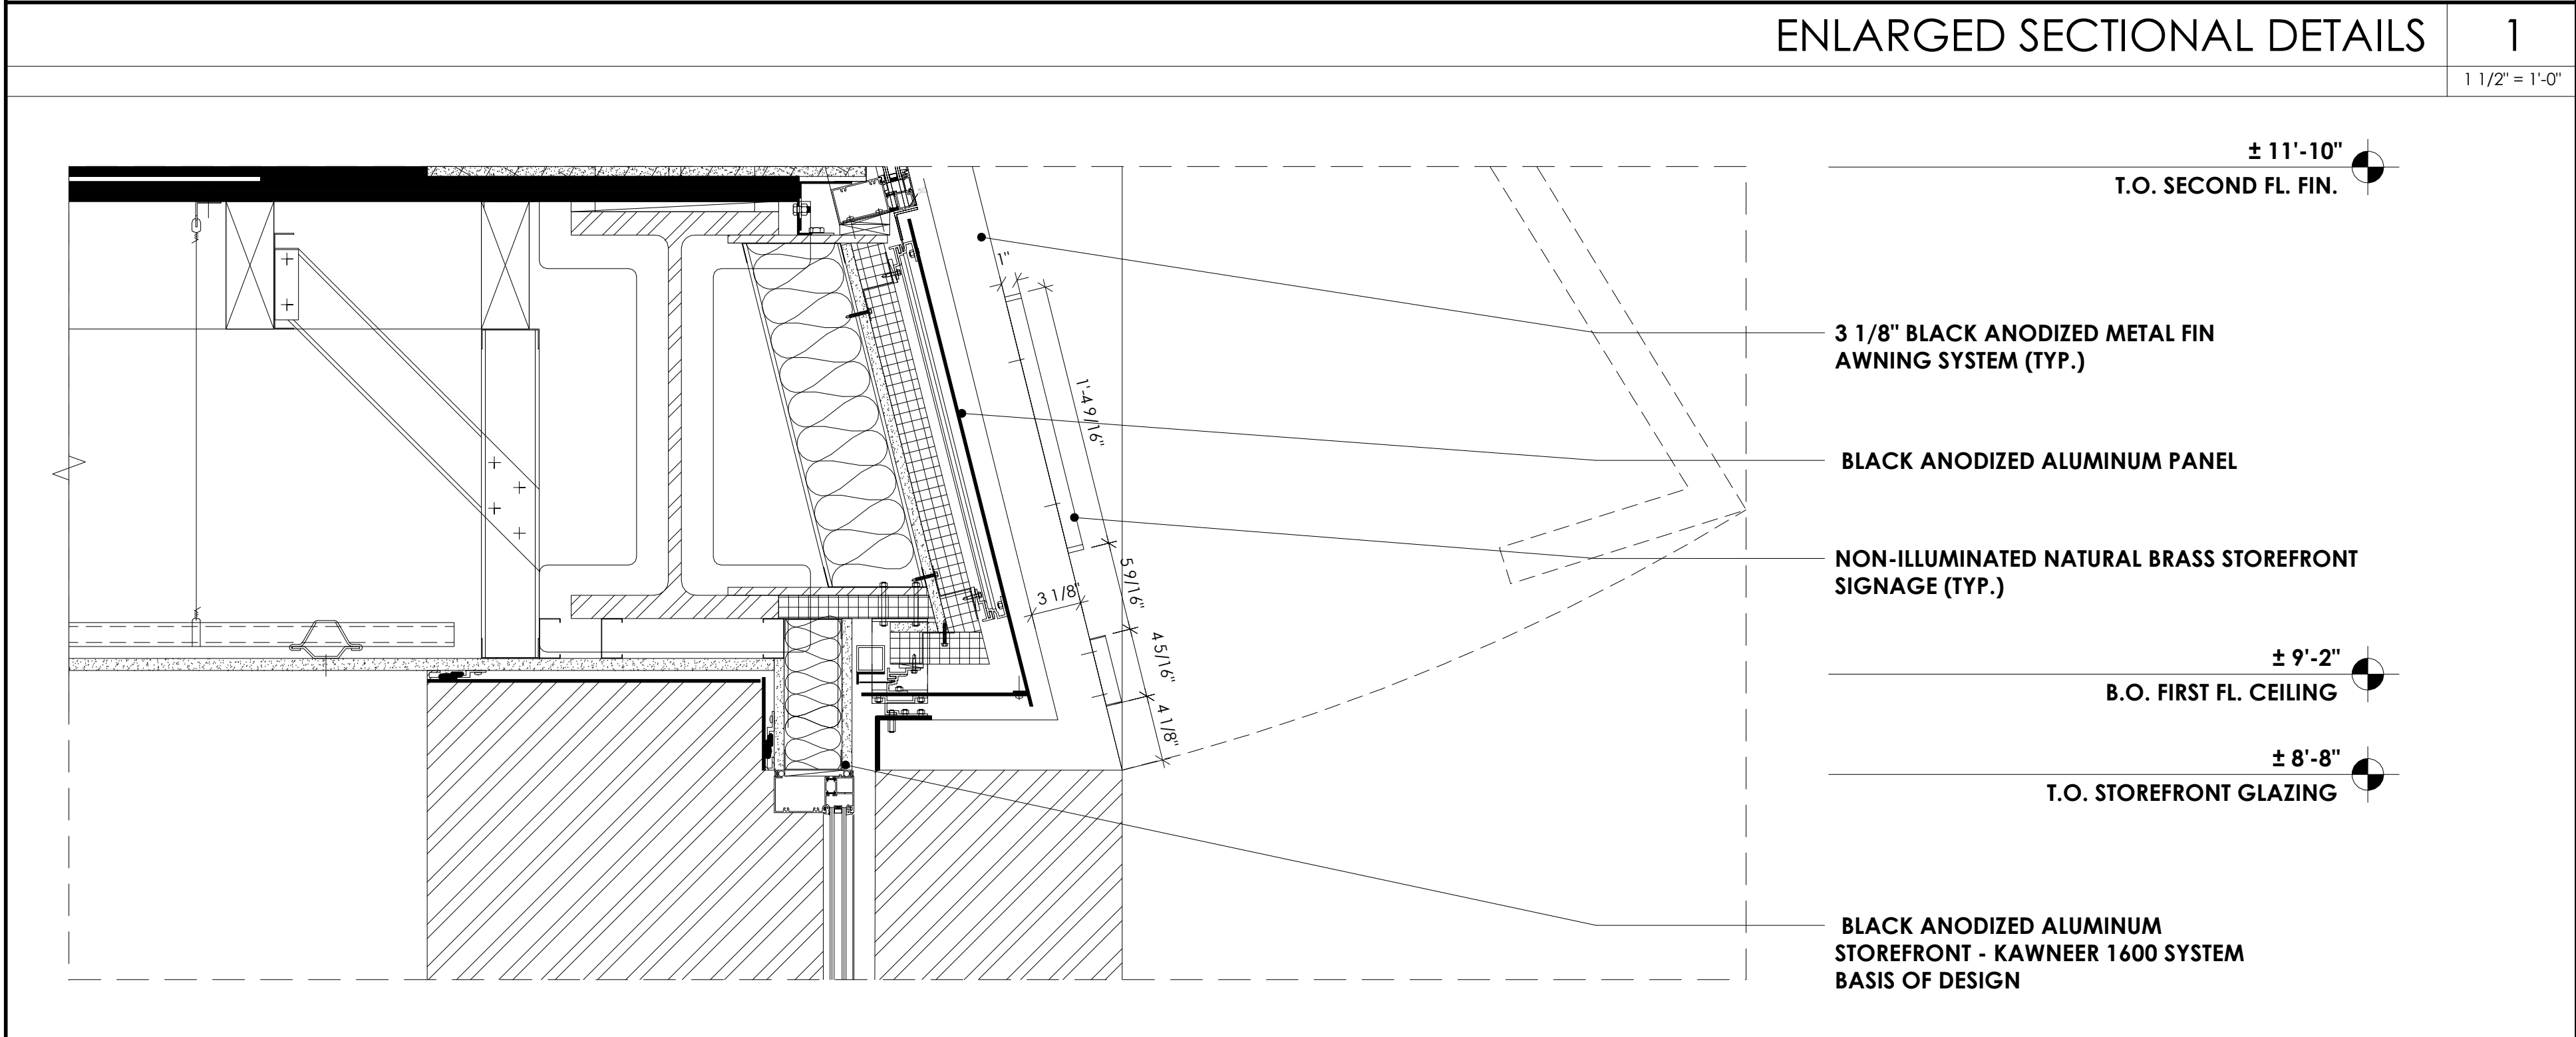 ENLARGED SECTIONAL DETAILS 1
1 1/2" = 1'-0"
± 11'-10"
T.O. SECOND FL. FIN.
1"
3 1/8" BLACK ANODIZED METAL FIN
AWNING SYSTEM (TYP.)
1'-4 9/16"
BLACK ANODIZED ALUMINUM PANEL
NON-ILLUMINATED NATURAL BRASS STOREFRONT
SIGNAGE (TYP.)
5 9/16"
3 1/8"
4 5/16"
± 9'-2"
B.O. FIRST FL. CEILING
4 1/8"
± 8'-8"
T.O. STOREFRONT GLAZING
BLACK ANODIZED ALUMINUM
STOREFRONT - KAWNEER 1600 SYSTEM
BASIS OF DESIGN